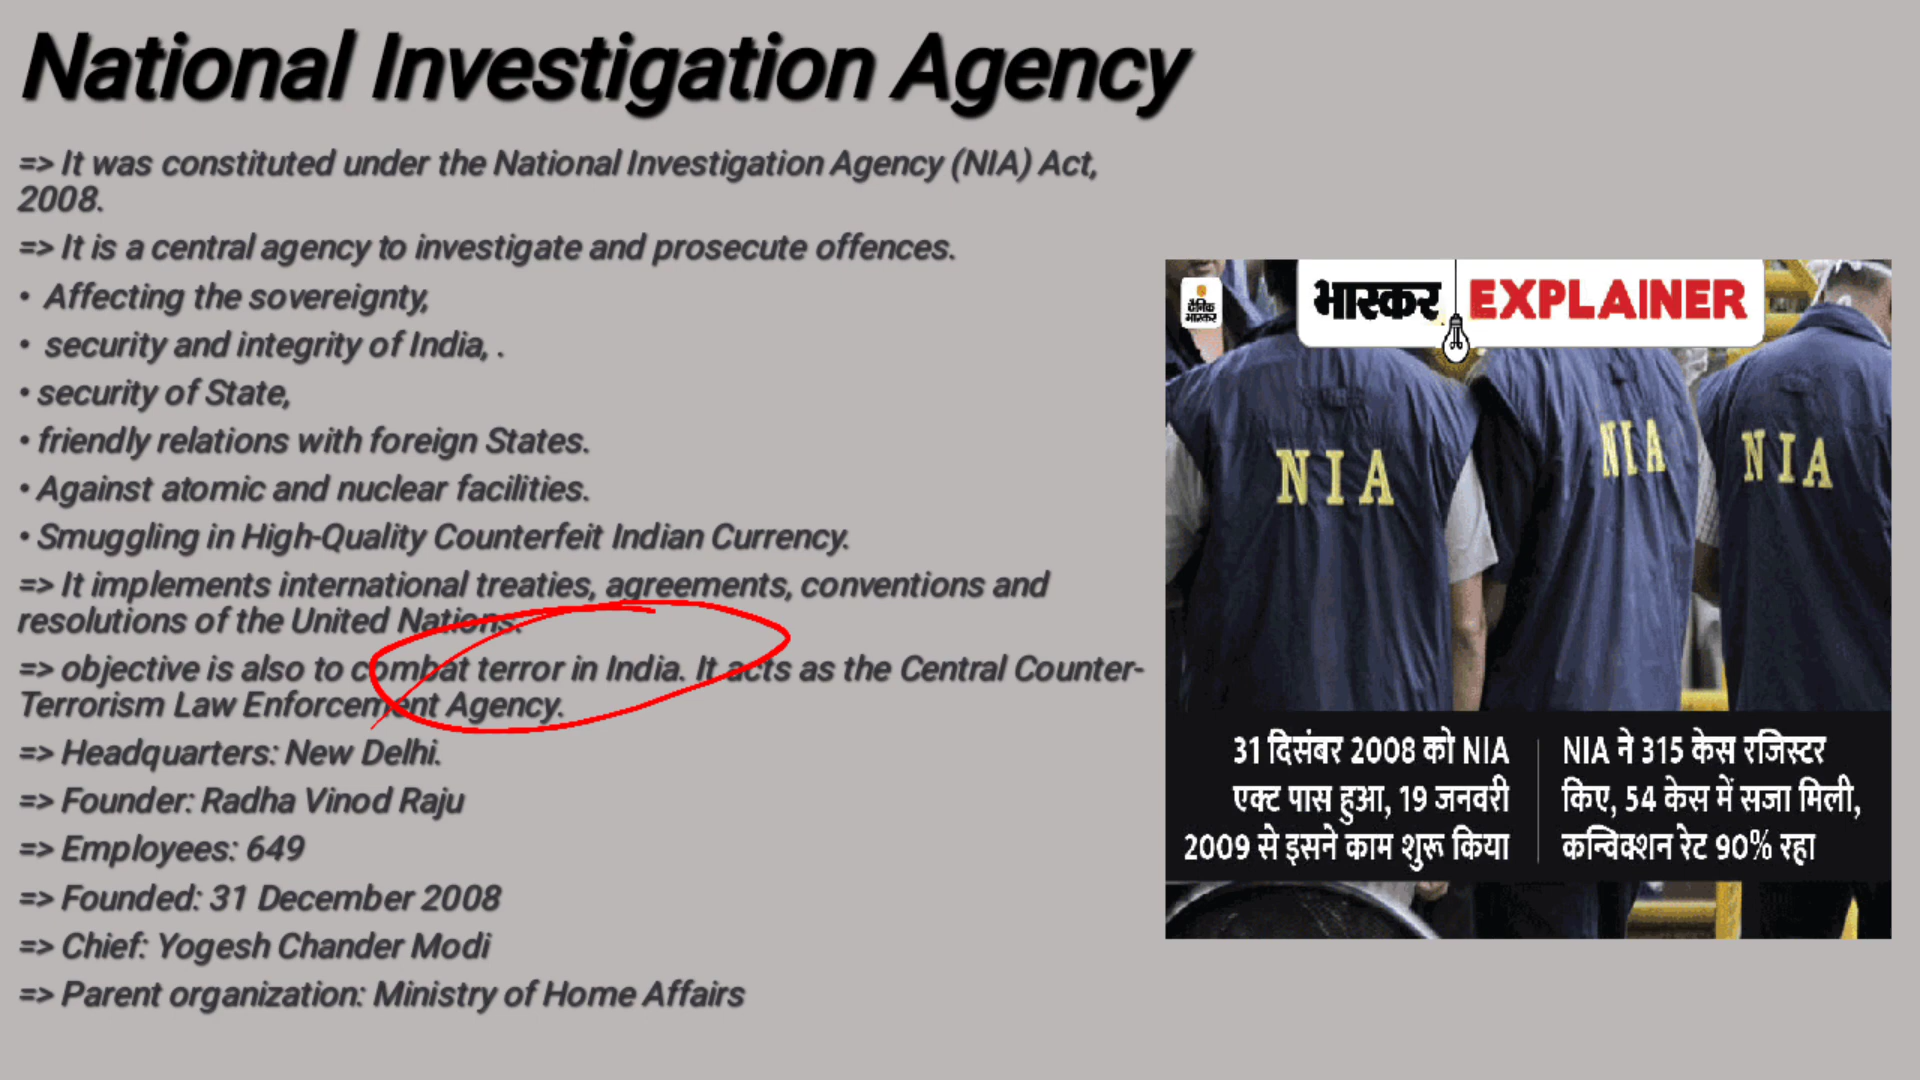 National Investigation Agency
=> It was constituted under the National Investigation Agency (NIA) Act,
2008.
=> It is a central agency to investigate and prosecute offences.
• Affecting the sovereignty,
• security and integrity of India, .
• security of State,
• friendly relations with foreign States.
• Against atomic and nuclear facilities.
• Smuggling in High-Quality Counterfeit Indian Currency.
=> It implements international treaties, agreements, conventions and
resolutions of the United Nations.
=> objective is also to combat terror in India. It acts as the Central Counter-
Terrorism Law Enforcement Agency.
=> Headquarters: New Delhi.
=> Founder: Radha Vinod Raju
=> Employees: 649
=> Founded: 31 December 2008
=> Chief: Yogesh Chander Modi
=> Parent organization: Ministry of Home Affairs
दैनिक
भास्कर
भास्कर EXPLAINER
NIA
NIA
NIA
31 दिसंबर 2008 को NIA
एक्ट पास हुआ, 19 जनवरी
2009 से इसने काम शुरू किया
NIA ने 315 केस रजिस्टर
किए, 54 केस में सजा मिली,
कन्विक्शन रेट 90% रहा